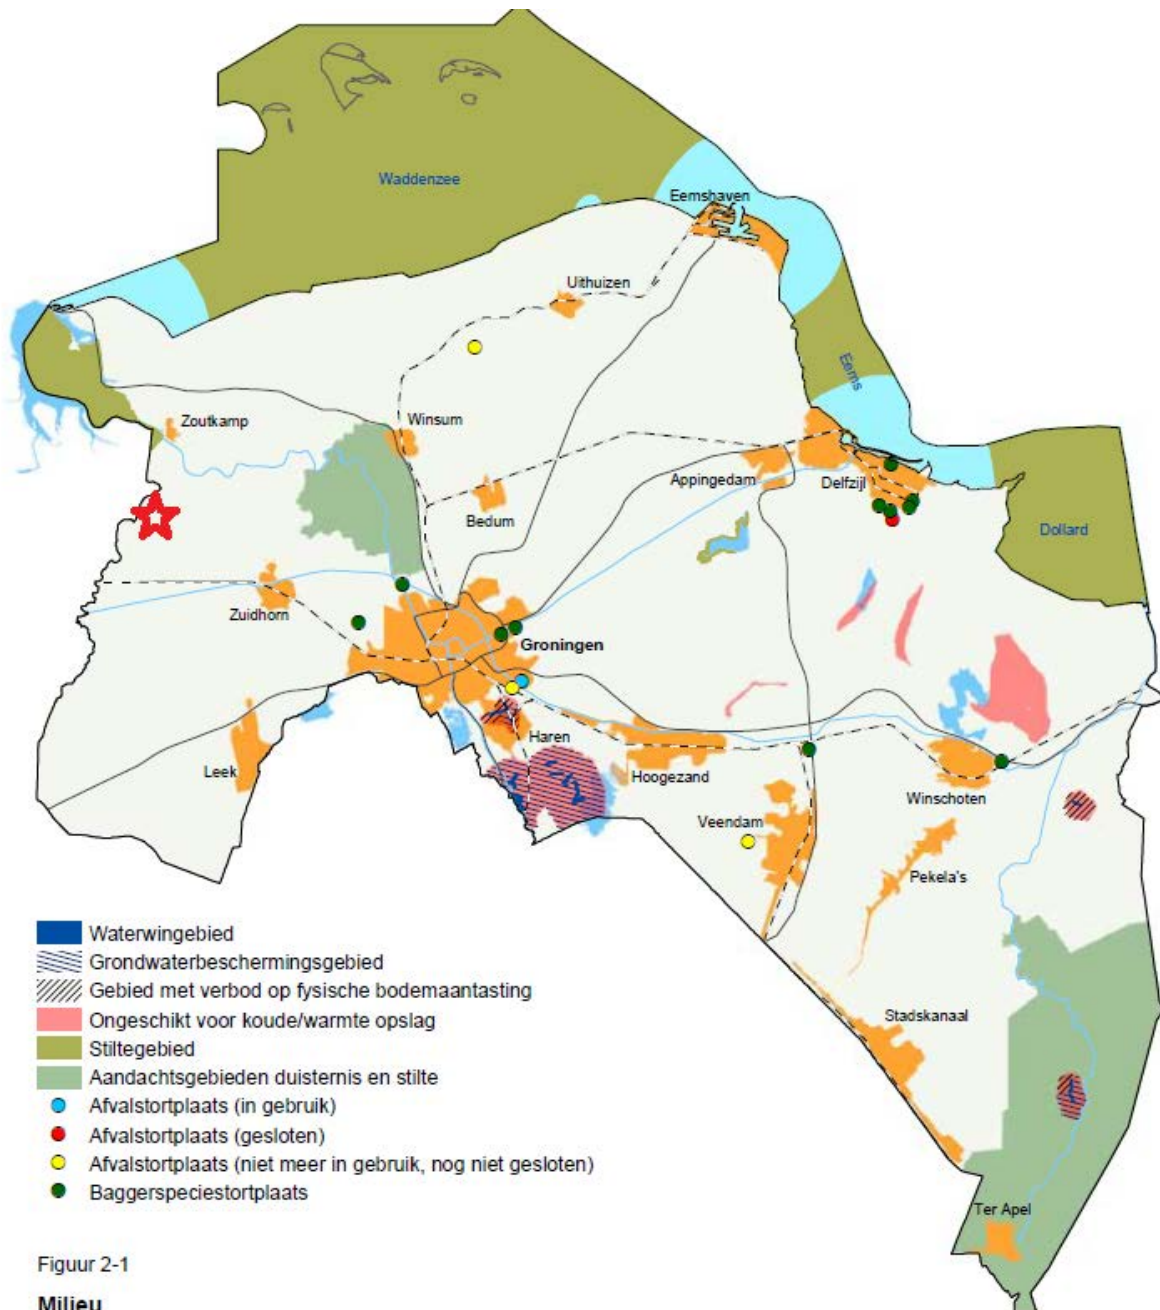 Waddenzee
Eemshaven
Uithuizen
Eems
Zoutkamp
Winsum
Appingedam
Delfzijl
Bedum
Dollard
Zuidhorn
Groningen
Haren
Leek
Hoogezand
Winschoten
Veendam
Pekela's
Stadskanaal
Ter Apel
Waterwingebied
Grondwaterbeschermingsgebied
Gebied met verbod op fysische bodemaantasting
Ongeschikt voor koude/warmte opslag
Stiltegebied
Aandachtsgebieden duisternis en stilte
Afvalstortplaats (in gebruik)
Afvalstortplaats (gesloten)
Afvalstortplaats (niet meer in gebruik, nog niet gesloten)
Baggerspeciestortplaats
Figuur 2-1
Milieu